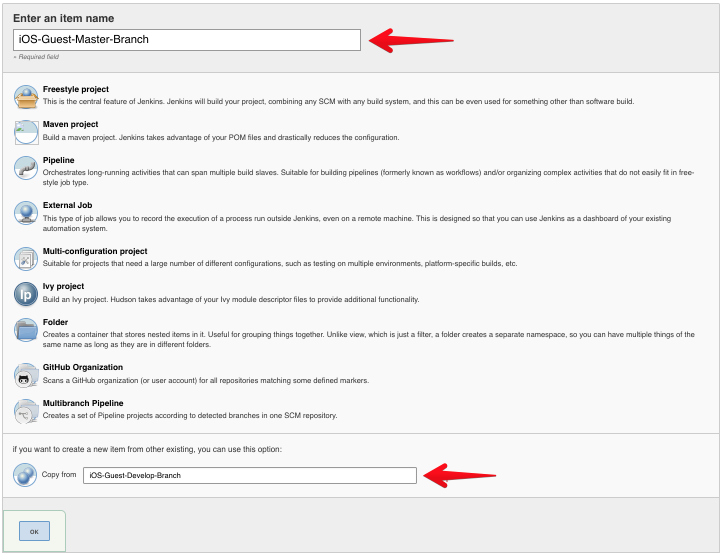 Enter an item name
iOS-Guest-Master-Branch
» Required field
Freestyle project
This is the central feature of Jenkins. Jenkins will build your project, combining any SCM with any build system, and this can be even used for something other than software build.
Maven project
Build a maven project. Jenkins takes advantage of your POM files and drastically reduces the configuration.
Pipeline
Orchestrates long-running activities that can span multiple build slaves. Suitable for building pipelines (formerly known as workflows) and/or organizing complex activities that do not easily fit in free-
style job type.
External Job
This type of job allows you to record the execution of a process run outside Jenkins, even on a remote machine. This is designed so that you can use Jenkins as a dashboard of your existing
automation system.
Multi-configuration project
Suitable for projects that need a large number of different configurations, such as testing on multiple environments, platform-specific builds, etc.
Ivy project
Build an Ivy project. Hudson takes advantage of your Ivy module descriptor files to provide additional functionality.
Folder
Creates a container that stores nested items in it. Useful for grouping things together. Unlike view, which is just a filter, a folder creates a separate namespace, so you can have multiple things of the
same name as long as they are in different folders.
GitHub Organization
Scans a GitHub organization (or user account) for all repositories matching some defined markers.
Multibranch Pipeline
Creates a set of Pipeline projects according to detected branches in one SCM repository.
if you want to create a new item from other existing, you can use this option:
Copy from iOS-Guest-Develop-Branch
OK